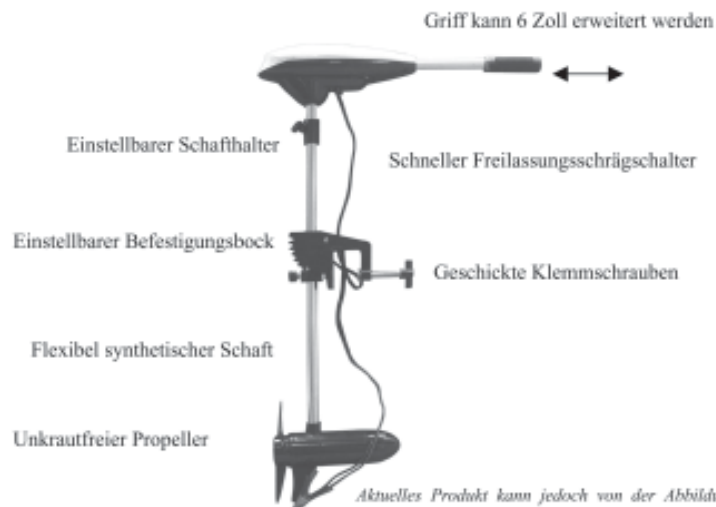 Griff kann 6 Zoll erweitert werden
Einstellbarer Schafthalter
Schneller Freilassungsschrägschalter
Einstellbarer Befestigungsbock
Geschickte Klemmschrauben
Flexibel synthetischer Schaft
Unkrautfreier Propeller
Aktuelles Produkt kann jedoch von der